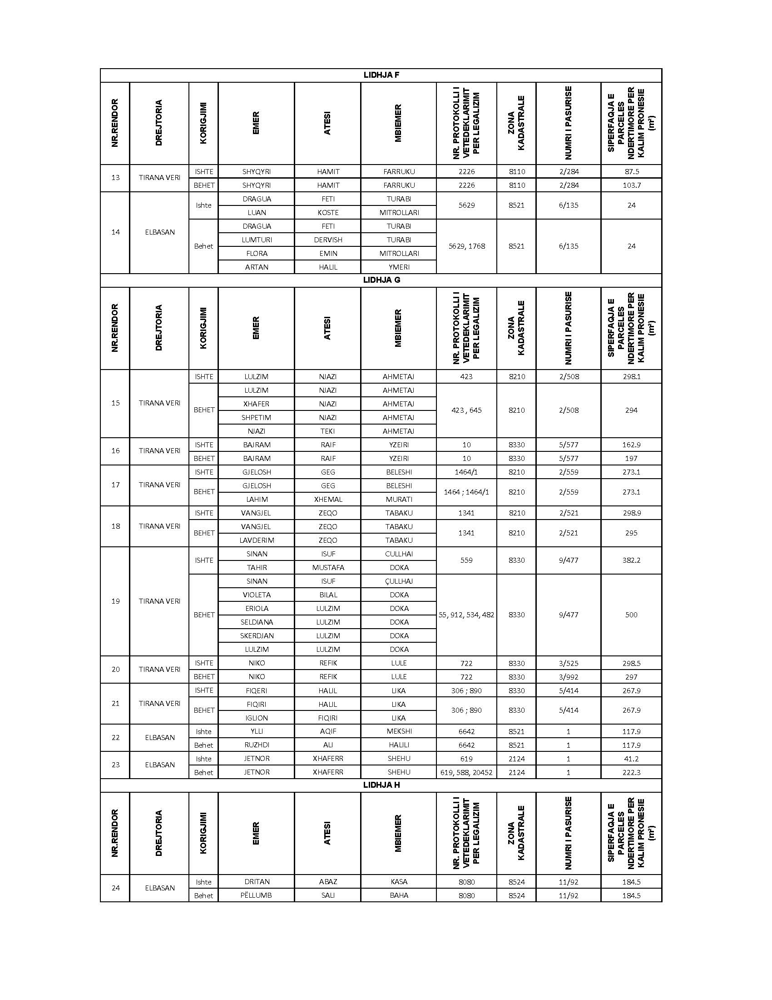 LIDHJA F
NR.RENDOR DREJTORIA KORIGJIMI EMER ATESI MBIEMER NR. PROTOKOLLI I VETEDEKLARIMIT PER LEGALIZIM ZONA KADASTRALE NUMRI I PASURISE SIPERFAQJA E PARCELES NDERTIMORE PER KALIM PRONESIE (m²)
13 TIRANA VERI ISHTE SHYQYRI HAMIT FARRUKU 2226 8110 2/284 87.5
BEHET SHYQYRI HAMIT FARRUKU 2226 8110 2/284 103.7
14 ELBASAN Ishte DRAGUA FETI TURABI 5629 8521 6/135 24
LUAN KOSTE MITROLLARI
Behet DRAGUA FETI TURABI 5629, 1768 8521 6/135 24
LUMTURI DERVISH TURABI
FLORA EMIN MITROLLARI
ARTAN HALIL YMERI
LIDHJA G
NR.RENDOR DREJTORIA KORIGJIMI EMER ATESI MBIEMER NR. PROTOKOLLI I VETEDEKLARIMIT PER LEGALIZIM ZONA KADASTRALE NUMRI I PASURISE SIPERFAQJA E PARCELES NDERTIMORE PER KALIM PRONESIE (m²)
15 TIRANA VERI ISHTE LULZIM NJAZI AHMETAJ 423 8210 2/508 298.1
BEHET LULZIM NJAZI AHMETAJ 423 , 645 8210 2/508 294
XHAFER NJAZI AHMETAJ
SHPETIM NJAZI AHMETAJ
NJAZI TEKI AHMETAJ
16 TIRANA VERI ISHTE BAJRAM RAIF YZEIRI 10 8330 5/577 162.9
BEHET BAJRAM RAIF YZEIRI 10 8330 5/577 197
17 TIRANA VERI ISHTE GJELOSH GEG BELESHI 1464/1 8210 2/559 273.1
BEHET GJELOSH GEG BELESHI 1464 ; 1464/1 8210 2/559 273.1
LAHIM XHEMAL MURATI
18 TIRANA VERI ISHTE VANGJEL ZEQO TABAKU 1341 8210 2/521 298.9
BEHET VANGJEL ZEQO TABAKU 1341 8210 2/521 295
LAVDERIM ZEQO TABAKU
19 TIRANA VERI ISHTE SINAN ISUF CULLHAI 559 8330 9/477 382.2
TAHIR MUSTAFA DOKA
BEHET SINAN ISUF ÇULLHAJ 55, 912, 534, 482 8330 9/477 500
VIOLETA BILAL DOKA
ERIOLA LULZIM DOKA
SELDIANA LULZIM DOKA
SKERDJAN LULZIM DOKA
LULZIM LULZIM DOKA
20 TIRANA VERI ISHTE NIKO REFIK LULE 722 8330 3/525 298.5
BEHET NIKO REFIK LULE 722 8330 3/992 297
21 TIRANA VERI ISHTE FIQERI HALIL LIKA 306 ; 890 8330 5/414 267.9
BEHET FIQIRI HALIL LIKA 306 ; 890 8330 5/414 267.9
IGLION FIQIRI LIKA
22 ELBASAN Ishte YLLI AQIF MEKSHI 6642 8521 1 117.9
Behet RUZHDI ALI HALILI 6642 8521 1 117.9
23 ELBASAN Ishte JETNOR XHAFERR SHEHU 619 2124 1 41.2
Behet JETNOR XHAFERR SHEHU 619, 588, 20452 2124 1 222.3
LIDHJA H
NR.RENDOR DREJTORIA KORIGJIMI EMER ATESI MBIEMER NR. PROTOKOLLI I VETEDEKLARIMIT PER LEGALIZIM ZONA KADASTRALE NUMRI I PASURISE SIPERFAQJA E PARCELES NDERTIMORE PER KALIM PRONESIE (m²)
24 ELBASAN Ishte DRITAN ABAZ KASA 8080 8524 11/92 184.5
Behet PËLLUMB SALI BAHA 8080 8524 11/92 184.5